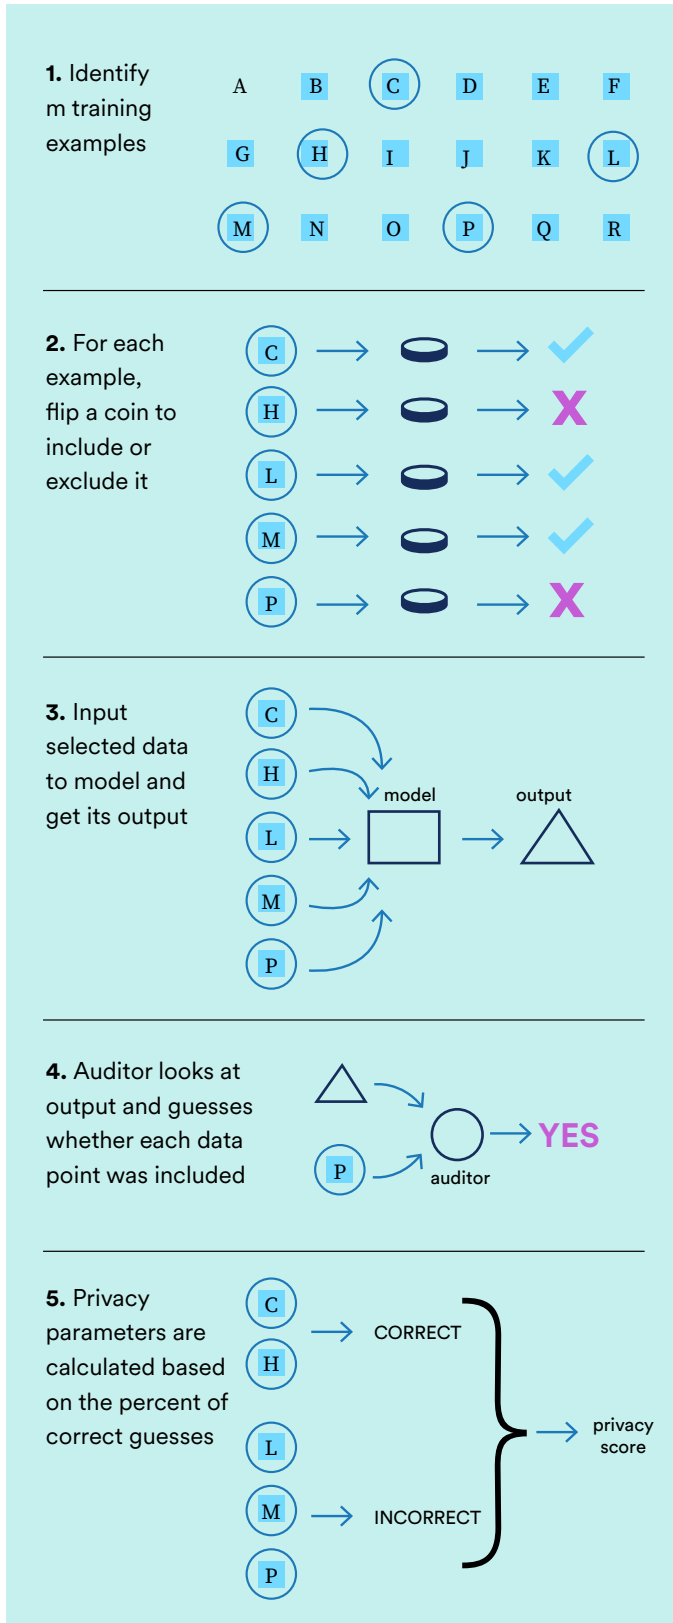 1. Identify
m training
examples
A B C D E F
G H I J K L
M N O P Q R
2. For each
example,
flip a coin to
include or
exclude it
C
H
X
L
M
P
X
3. Input
selected data
to model and
get its output
C
H
L
M
P
model
output
4. Auditor looks at
output and guesses
whether each data
point was included
P
auditor
YES
5. Privacy
parameters are
calculated based
on the percent of
correct guesses
C
H
CORRECT
L
M
P
INCORRECT
privacy
score